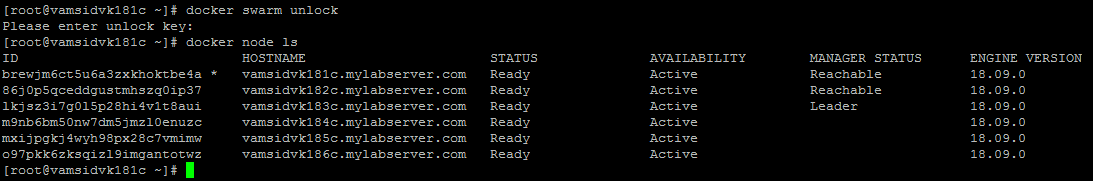 [root@vamsidvk181c ~]# docker swarm unlock
Please enter unlock key:
[root@vamsidvk181c ~]# docker node ls
ID HOSTNAME STATUS AVAILABILITY MANAGER STATUS ENGINE VERSION
brewjm6ct5u6a3zxkhoktbe4a * vamsidvk181c.mylabserver.com Ready Active Reachable 18.09.0
86j0p5qceddgustmhszq0ip37 vamsidvk182c.mylabserver.com Ready Active Reachable 18.09.0
lkjsz3i7g0l5p28hi4v1t8aui vamsidvk183c.mylabserver.com Ready Active Leader 18.09.0
m9nb6bm50nw7dm5jmzl0enuzc vamsidvk184c.mylabserver.com Ready Active 18.09.0
mxijpgkj4wyh98px28c7vmimw vamsidvk185c.mylabserver.com Ready Active 18.09.0
o97pkk6zksqizl9imgantotwz vamsidvk186c.mylabserver.com Ready Active 18.09.0
[root@vamsidvk181c ~]#